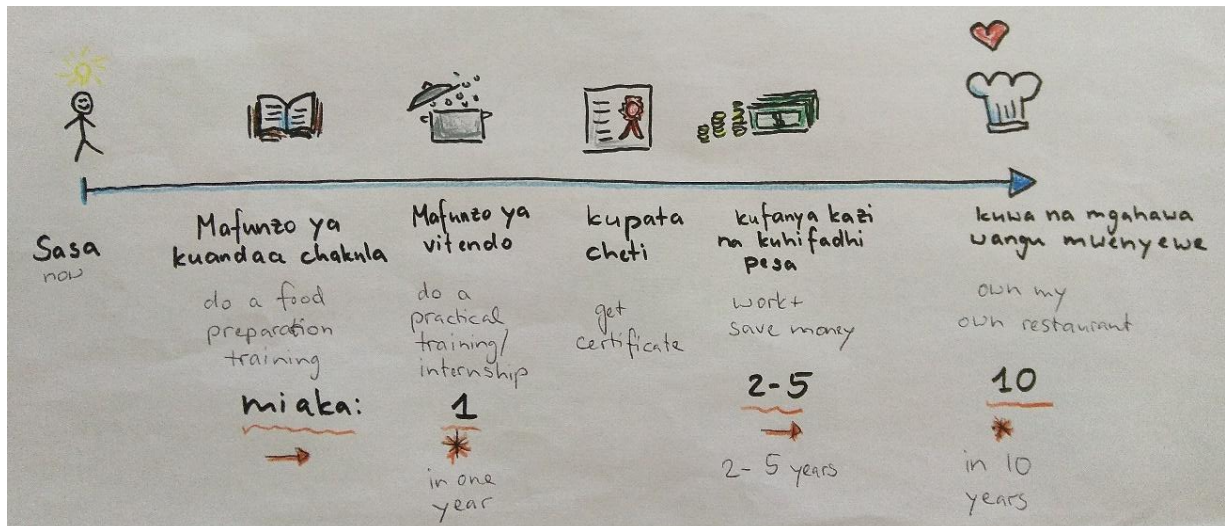 Sasa
now
Mafunzo ya
kuandaa chakula
do a food
preparation
training
miaka:
Mafunzo ya
vitendo
do a
practical
training/
internship
1
in one
year
kupata
cheti
get
certificate
kufanya kazi
na kuhifadhi
pesa
work+
save money
2-5
2-5 years
kuwa na mgahawa
wangu mwenyewe
own my
own restaurant
10
in 10
years